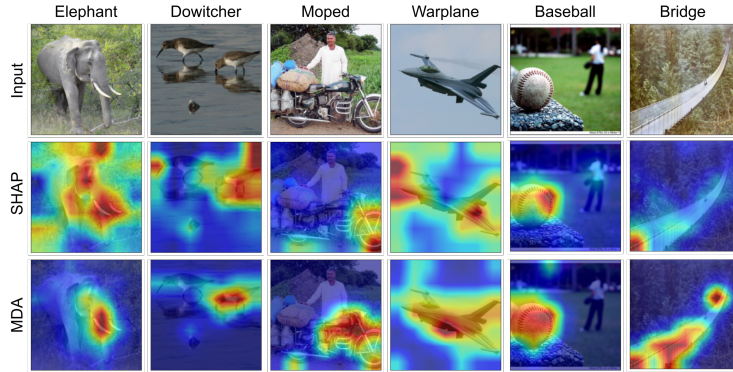 Elephant Dowitcher Moped Warplane Baseball Bridge
Input
SHAP
MDA